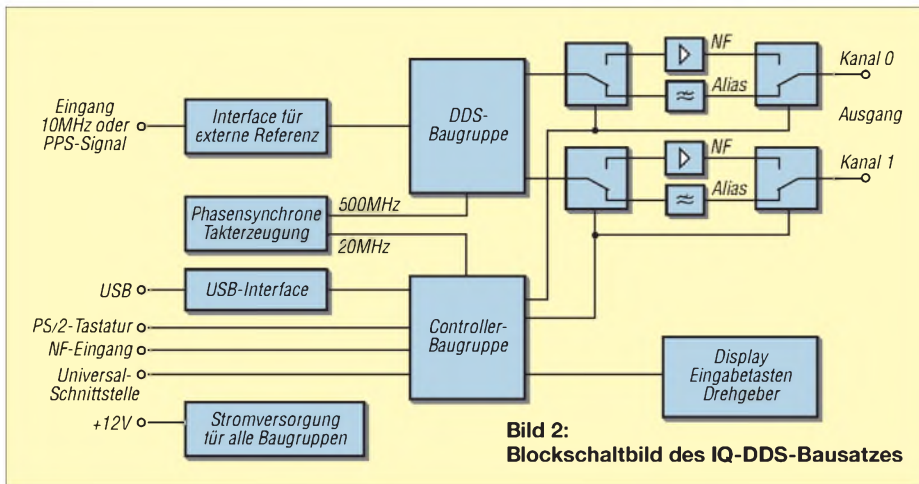 Eingang
10MHz oder
PPS-Signal
Interface für
externe Referenz
DDS-
Baugruppe
NF
Alias
Kanal 0
Ausgang
NF
Alias
Kanal 1
Phasensynchrone
Takterzeugung
500MHz
20MHz
USB
USB-Interface
PS/2-Tastatur
NF-Eingang
Universal-
Schnittstelle
Controller-
Baugruppe
Display
Eingabetasten
Drehgeber
+12V
Stromversorgung
für alle Baugruppen
Bild 2:
Blockschaltbild des IQ-DDS-Bausatzes